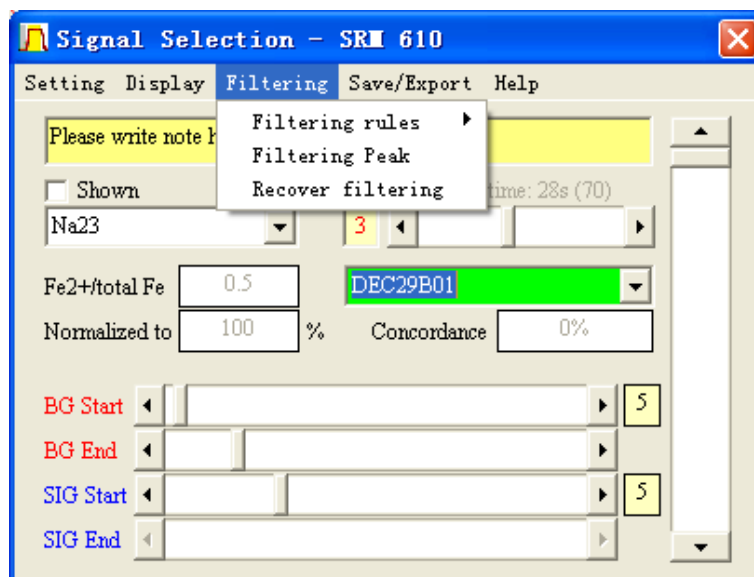 Signal Selection - SRM 610
Setting Display Filtering Save/Export Help
Please write note
Filtering rules
Filtering Peak
Recover filtering
Shown
time: 28s (70)
Na23
3
Fe2+/total Fe 0.5 DEC29B01
Normalized to 100 % Concordance 0%
BG Start 5
BG End
SIG Start 5
SIG End